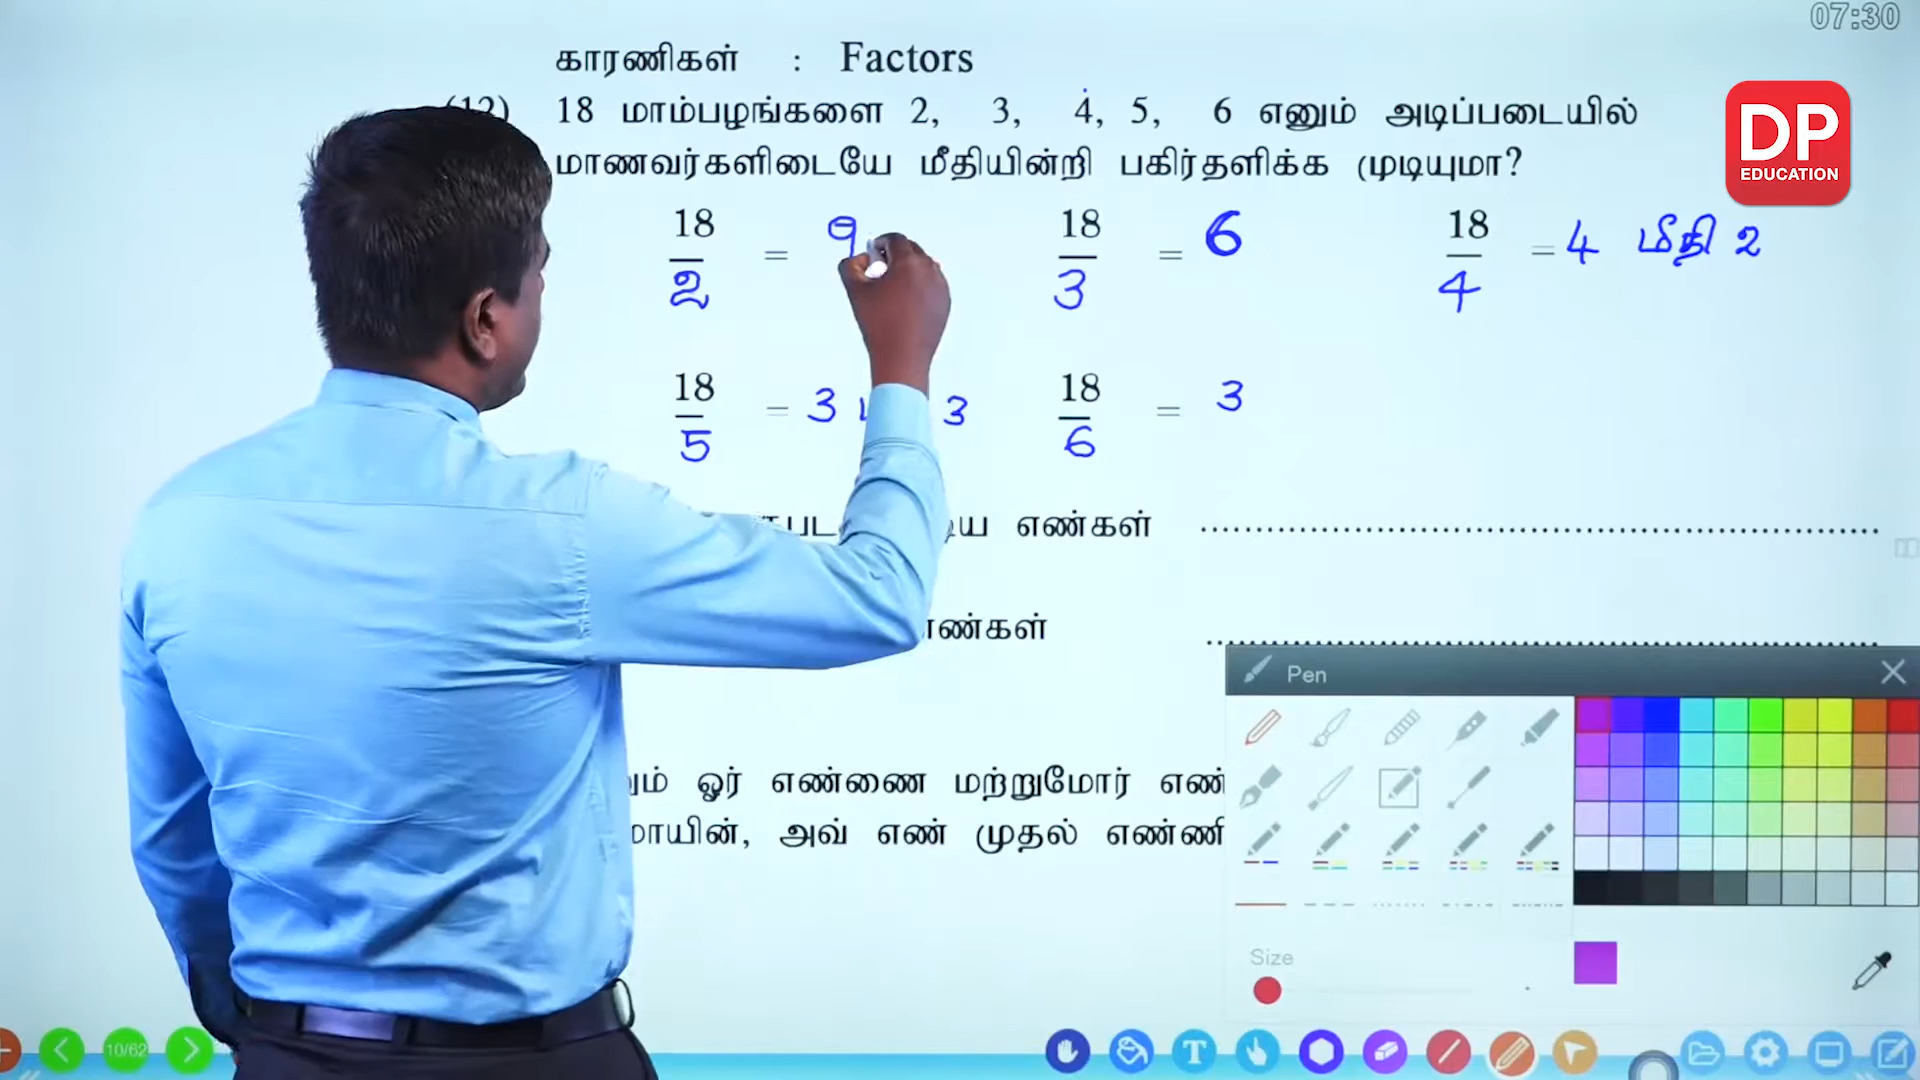 07:30
காரணிகள் : Factors
(12) 18 மாம்பழங்களை 2, 3, 4, 5, 6 எனும் அடிப்படையில்
மாணவர்களிடையே மீதியின்றி பகிர்தளிக்க முடியுமா?
DP
EDUCATION
18/2 = 9 18/3 = 6 18/4 = 4 மீதி 2
18/5 = 3 3 18/6 = 3
எண்கள்
எண்கள்
ஓர் எண்ணை மற்றுமோர்
அவ் எண் முதல்
Pen
Size
10/62
T